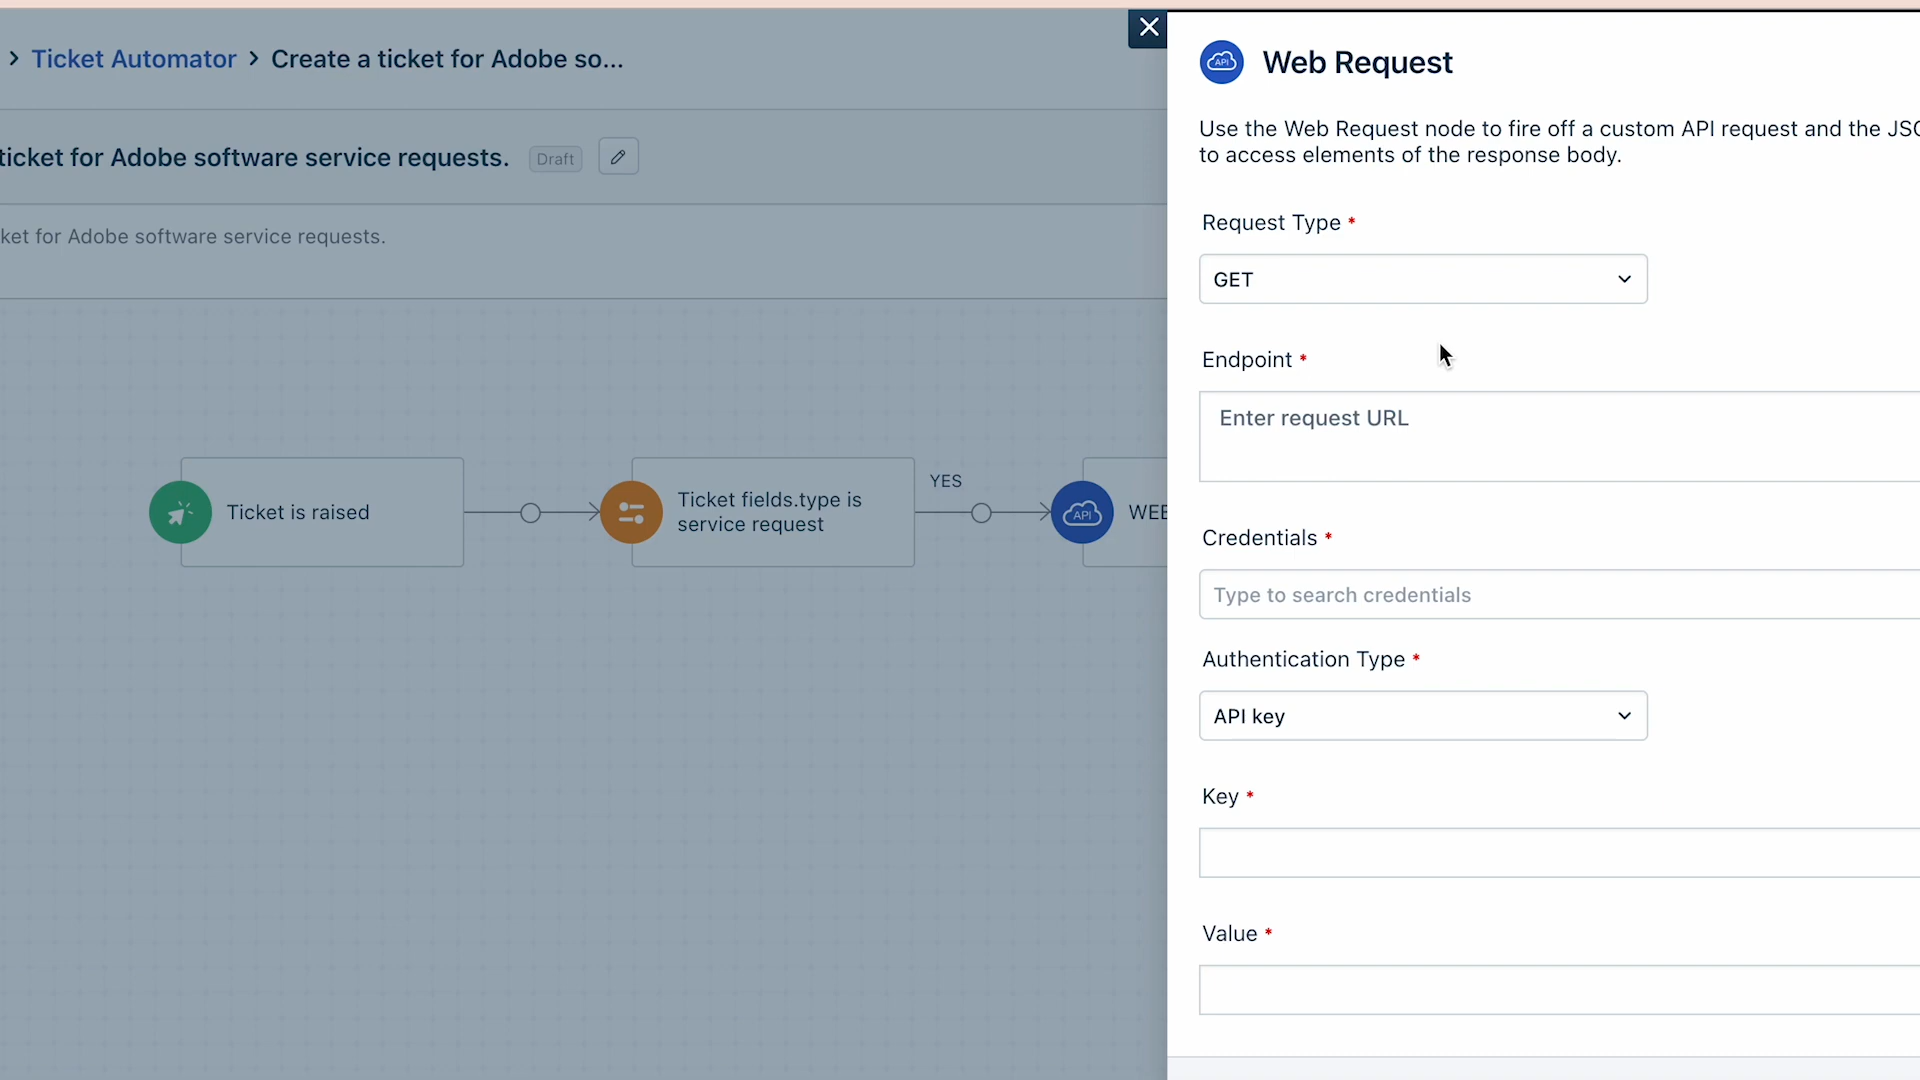 Ticket Automator > Create a ticket for Adobe so...
ticket for Adobe software service requests.
Draft
ket for Adobe software service requests.
Ticket is raised
Ticket fields.type is
service request
YES
API
WEB
API
Web Request
Use the Web Request node to fire off a custom API request and the JSO
to access elements of the response body.
Request Type *
GET
Endpoint *
Enter request URL
Credentials *
Type to search credentials
Authentication Type *
API key
Key *
Value *